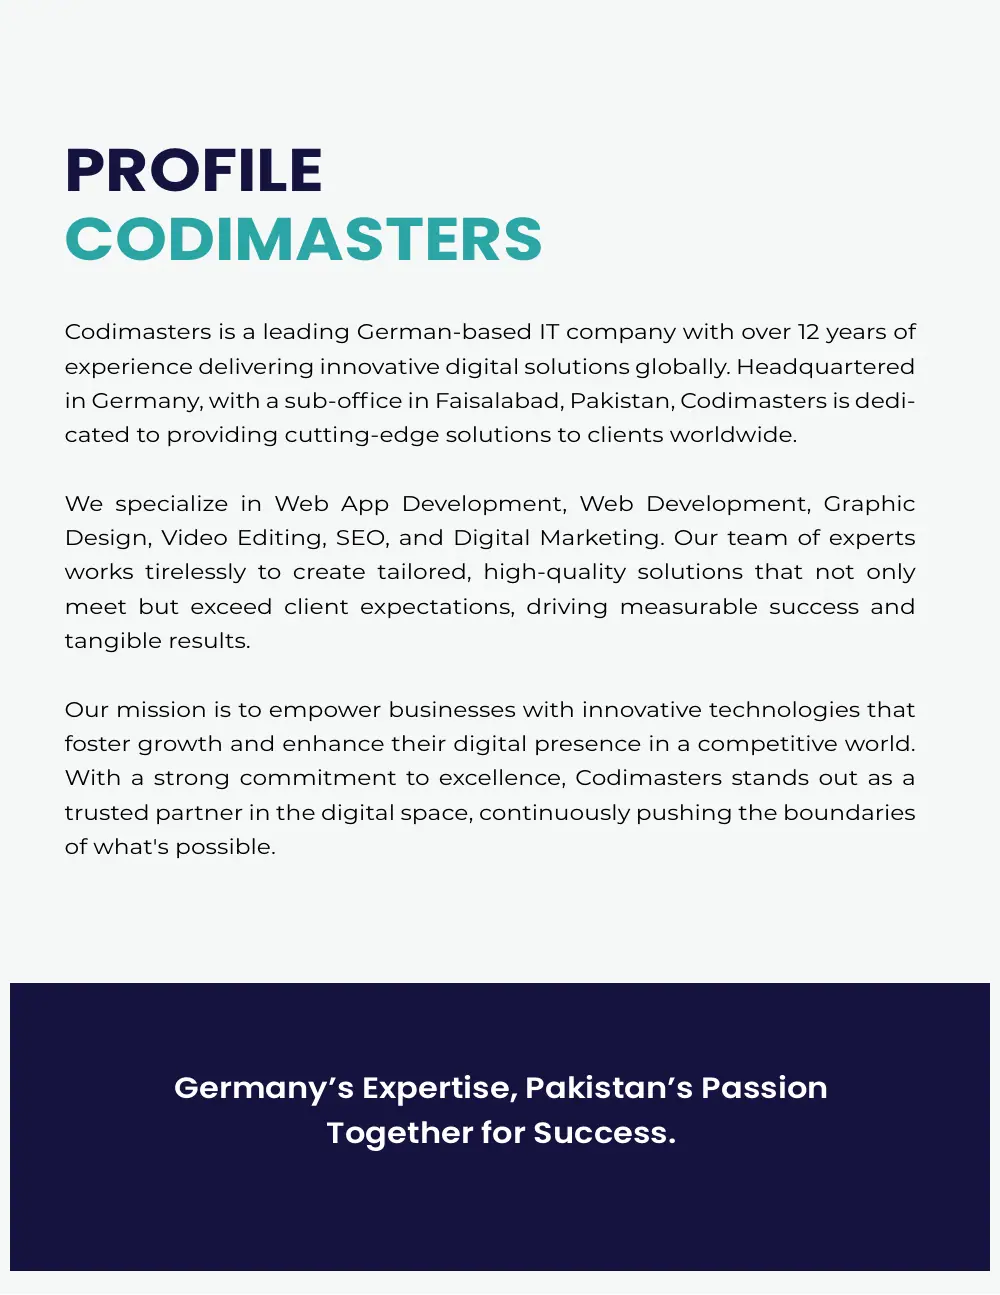 PROFILE
CODIMASTERS
Codimasters is a leading German-based IT company with over 12 years of
experience delivering innovative digital solutions globally. Headquartered
in Germany, with a sub-office in Faisalabad, Pakistan, Codimasters is dedi-
cated to providing cutting-edge solutions to clients worldwide.
We specialize in Web App Development, Web Development, Graphic
Design, Video Editing, SEO, and Digital Marketing. Our team of experts
works tirelessly to create tailored, high-quality solutions that not only
meet but exceed client expectations, driving measurable success and
tangible results.
Our mission is to empower businesses with innovative technologies that
foster growth and enhance their digital presence in a competitive world.
With a strong commitment to excellence, Codimasters stands out as a
trusted partner in the digital space, continuously pushing the boundaries
of what's possible.
Germany’s Expertise, Pakistan’s Passion
Together for Success.